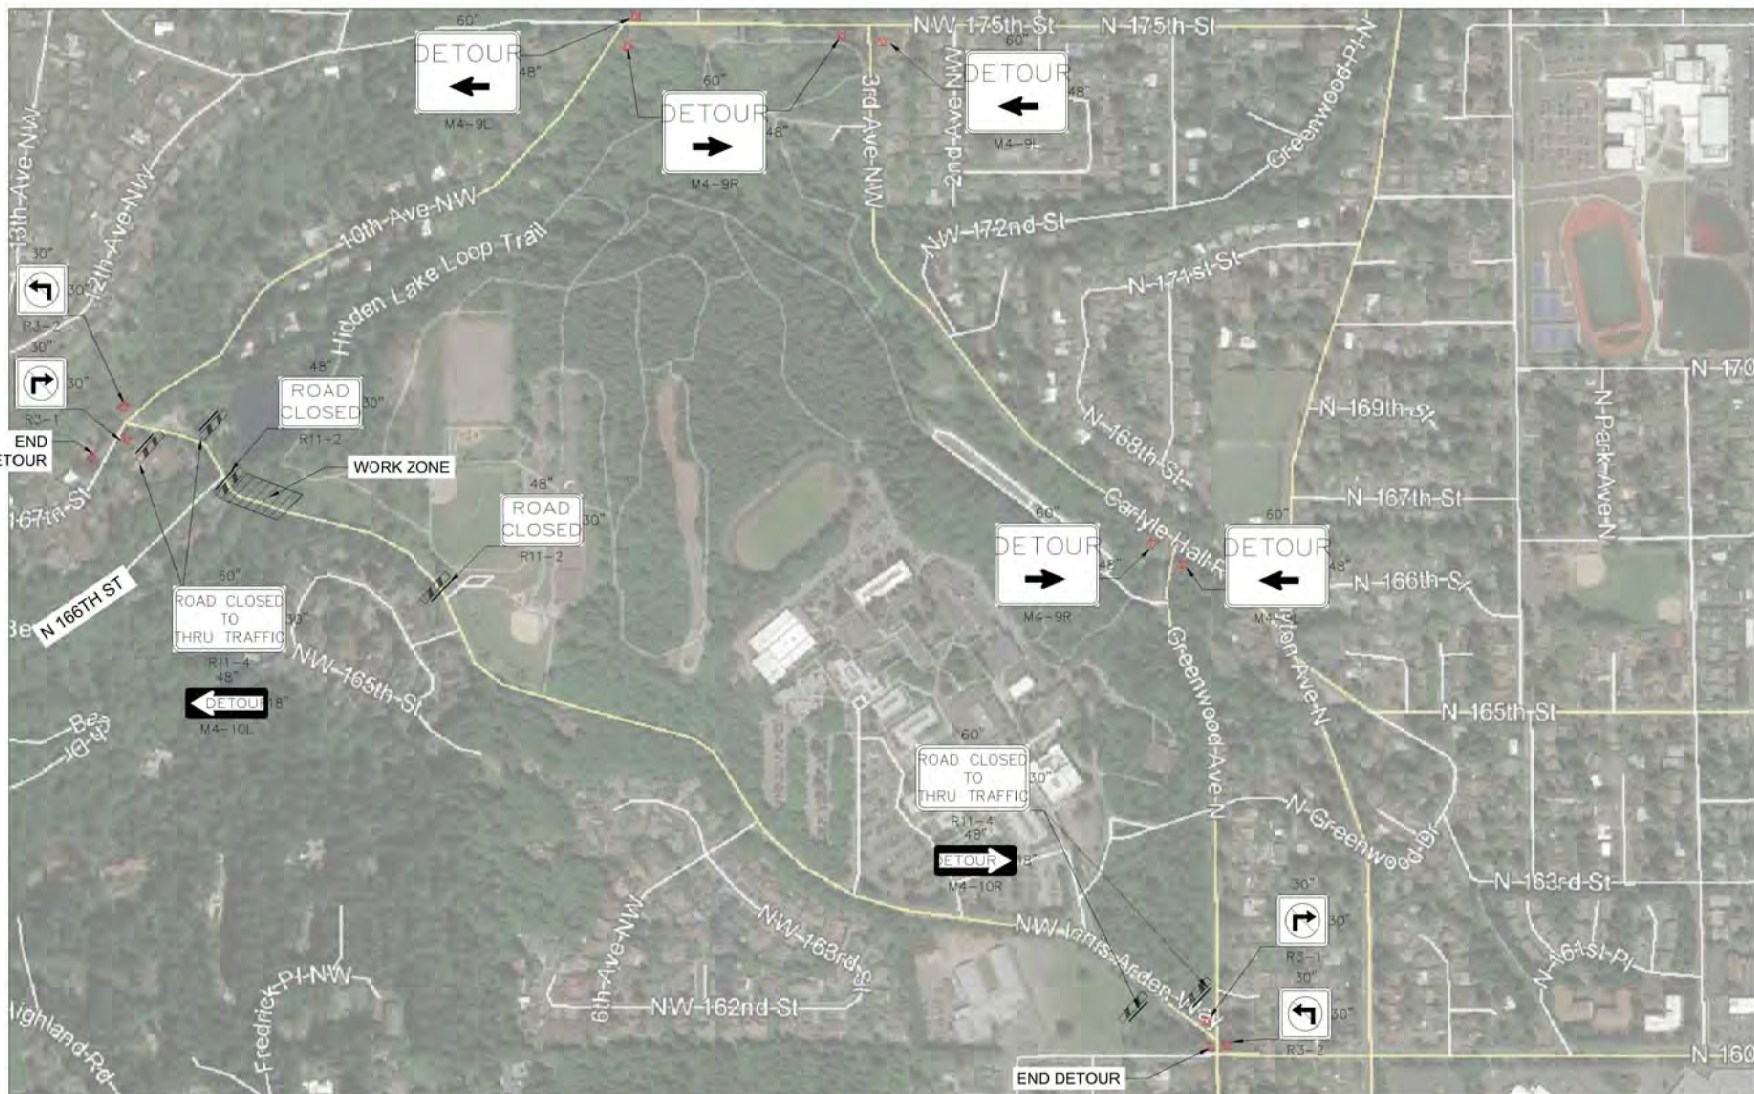 60"
NW 175th St
N 175th St
DETOUR
48"
M4-9L
60"
DETOUR
48"
M4-9R
60"
DETOUR
48"
M4-9L
3rd Ave NW
2nd Ave NW
Greenwood Pl N
13th Ave NW
12th Ave NW
10th Ave NW
Hidden Lake Loop Trail
NW 172nd St
N 171st St
30"
30"
R3-2
30"
30"
R3-1
END
DETOUR
48"
ROAD
CLOSED
30"
R11-2
WORK ZONE
48"
ROAD
CLOSED
30"
R11-2
N 170
N 169th St
N 168th St
N 167th St
N Park Ave N
Carlyle Hall R
167th St
N 166TH ST
60"
DETOUR
48"
M4-9R
60"
DETOUR
48"
M4-9L
N 166th S
ROAD CLOSED
TO
THRU TRAFFIC
30"
R11-4
48"
DETOUR
18"
M4-10L
NW 165th St
Greenwood Ave N
Ave N
N 165th St
60"
ROAD CLOSED
TO
THRU TRAFFIC
30"
R11-4
48"
DETOUR
18"
M4-10R
N Greenwood Dr
N 163rd St
6th Ave NW
NW 163rd St
NW 162nd St
NW Innis Arden Way
30"
30"
R3-1
30"
30"
R3-2
N 161st Pl
Fredrick Pl NW
Highland Rd
END DETOUR
N 160